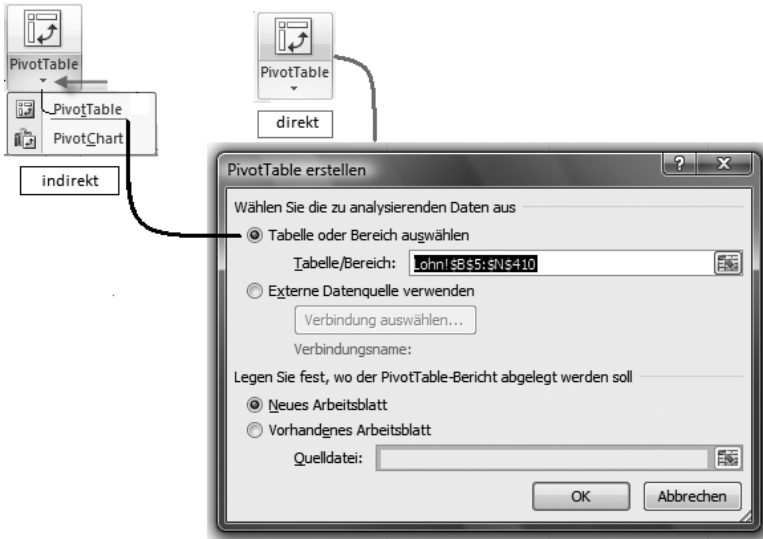 PivotTable
PivotTable
PivotChart
indirekt
PivotTable
direkt
PivotTable erstellen
? X
Wählen Sie die zu analysierenden Daten aus
Tabelle oder Bereich auswählen
Tabelle/Bereich: Lohn!$B$5:$N$410
Externe Datenquelle verwenden
Verbindung auswählen...
Verbindungsname:
Legen Sie fest, wo der PivotTable-Bericht abgelegt werden soll
Neues Arbeitsblatt
Vorhandenes Arbeitsblatt
Quelldatei:
OK Abbrechen